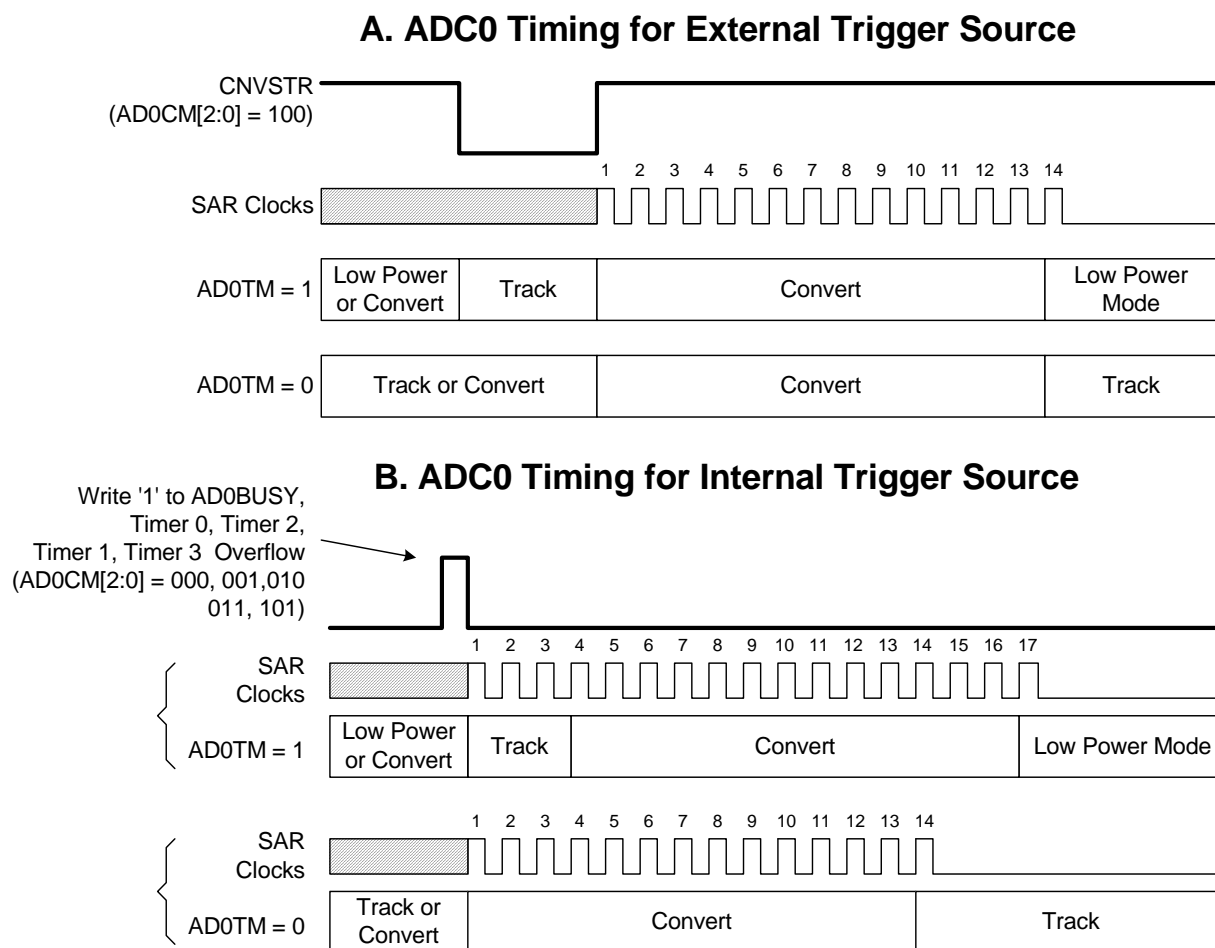 A. ADC0 Timing for External Trigger Source
CNVSTR
(AD0CM[2:0] = 100)
1 2 3 4 5 6 7 8 9 10 11 12 13 14
SAR Clocks
AD0TM = 1
Low Power
or Convert
Track
Convert
Low Power
Mode
AD0TM = 0
Track or Convert
Convert
Track
B. ADC0 Timing for Internal Trigger Source
Write '1' to AD0BUSY,
Timer 0, Timer 2,
Timer 1, Timer 3 Overflow
(AD0CM[2:0] = 000, 001,010
011, 101)
1 2 3 4 5 6 7 8 9 10 11 12 13 14 15 16 17
SAR
Clocks
AD0TM = 1
Low Power
or Convert
Track
Convert
Low Power Mode
1 2 3 4 5 6 7 8 9 10 11 12 13 14
SAR
Clocks
AD0TM = 0
Track or
Convert
Convert
Track